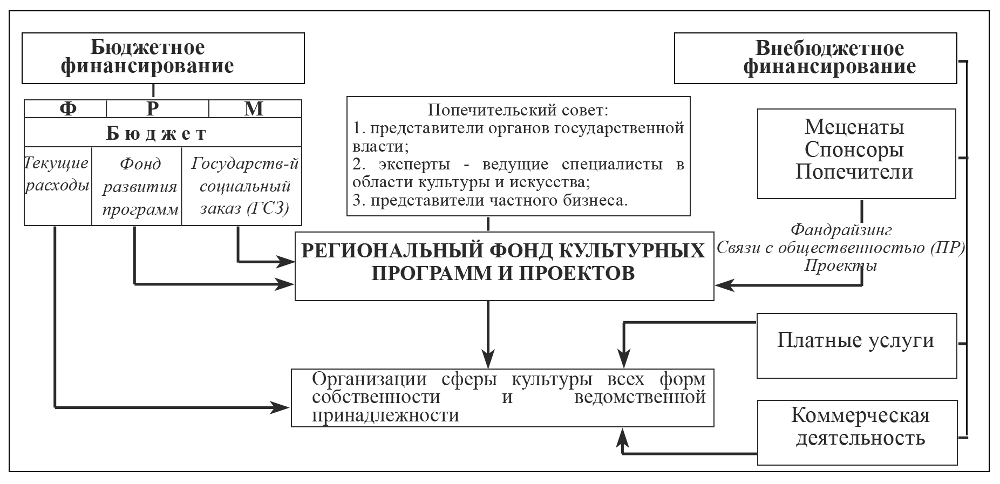 Бюджетное
финансирование
Внебюджетное
финансирование
Ф Р М
Б ю д ж е т
Текущие
расходы
Фонд
развития
программ
Государств-й
социальный
заказ (ГСЗ)
Попечительский совет:
1. представители органов государственной
власти;
2. эксперты - ведущие специалисты в
области культуры и искусства;
3. представители частного бизнеса.
Меценаты
Спонсоры
Попечители
Фандрайзинг
Связи с общественностью (ПР)
Проекты
РЕГИОНАЛЬНЫЙ ФОНД КУЛЬТУРНЫХ
ПРОГРАММ И ПРОЕКТОВ
Платные услуги
Организации сферы культуры всех форм
собственности и ведомственной
принадлежности
Коммерческая
деятельность